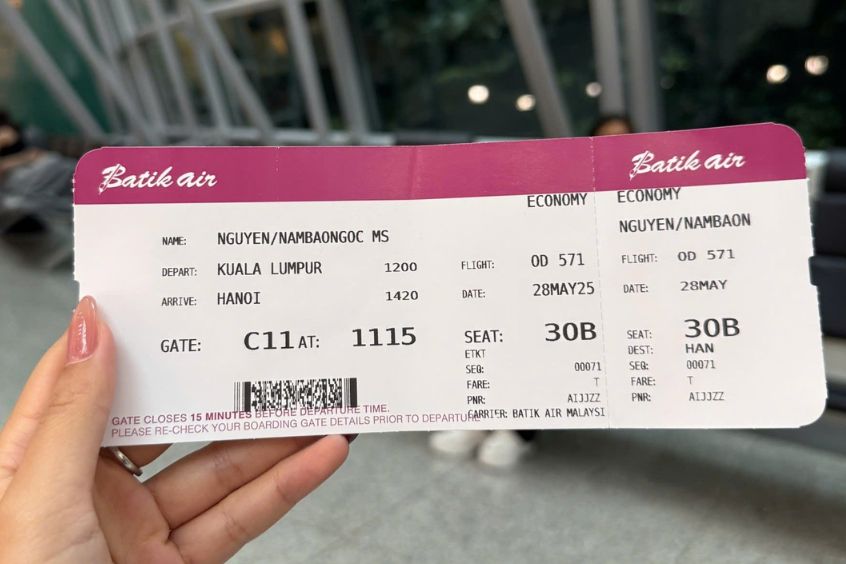 Batik air
Batik air
ECONOMY
ECONOMY
NAME: NGUYEN/NAMBAONGOC MS
NGUYEN/NAMBAON
DEPART: KUALA LUMPUR 1200
FLIGHT: OD 571
FLIGHT: OD 571
ARRIVE: HANOI 1420
DATE: 28MAY25
DATE: 28MAY
GATE: C11 AT: 1115
SEAT: 30B
SEAT: 30B
ETKT
DEST: HAN
SEQ: 00071
SEQ: 00071
FARE: T
FARE: T
PNR: AIJJZZ
PNR: AIJJZZ
GATE CLOSES 15 MINUTES BEFORE DEPARTURE TIME.
CARRIER: BATIK AIR MALAYSI
PLEASE RE-CHECK YOUR BOARDING GATE DETAILS PRIOR TO DEPARTURE